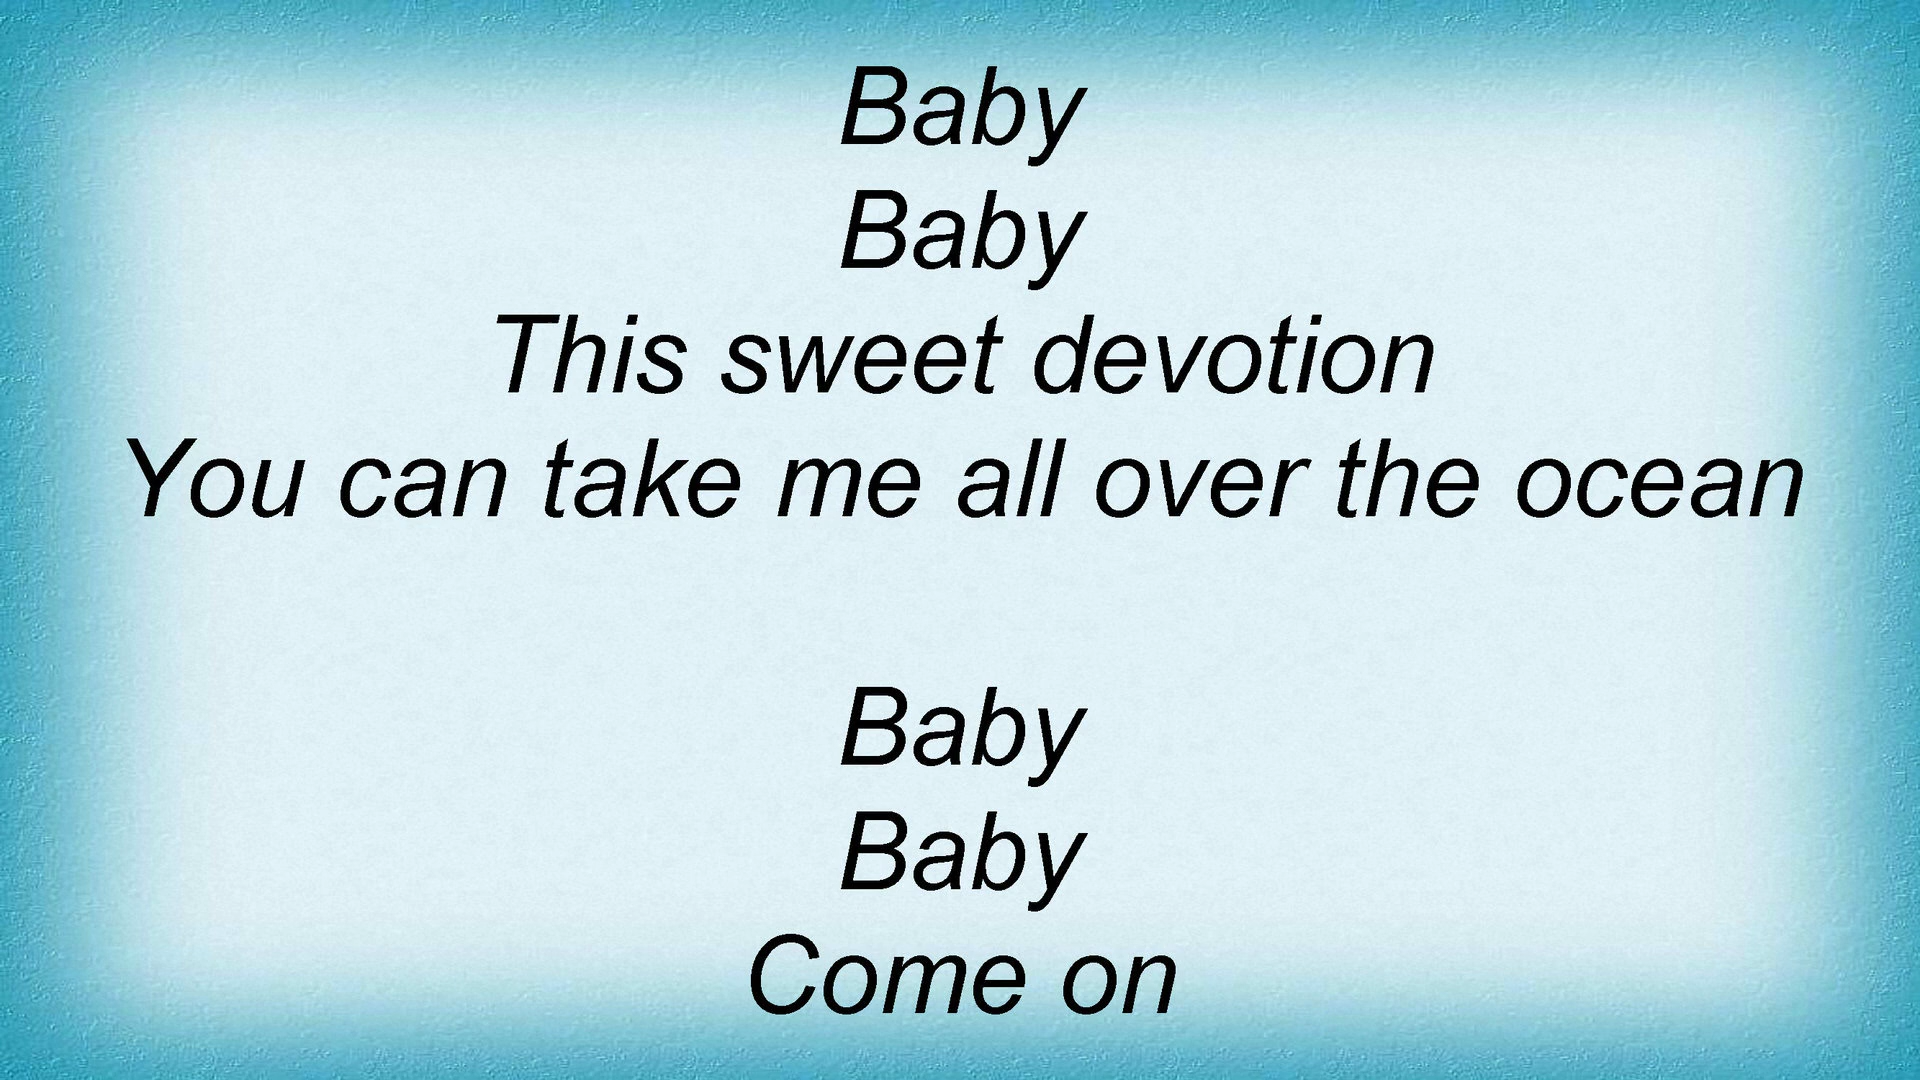 Baby
Baby
This sweet devotion
You can take me all over the ocean
Baby
Baby
Come on